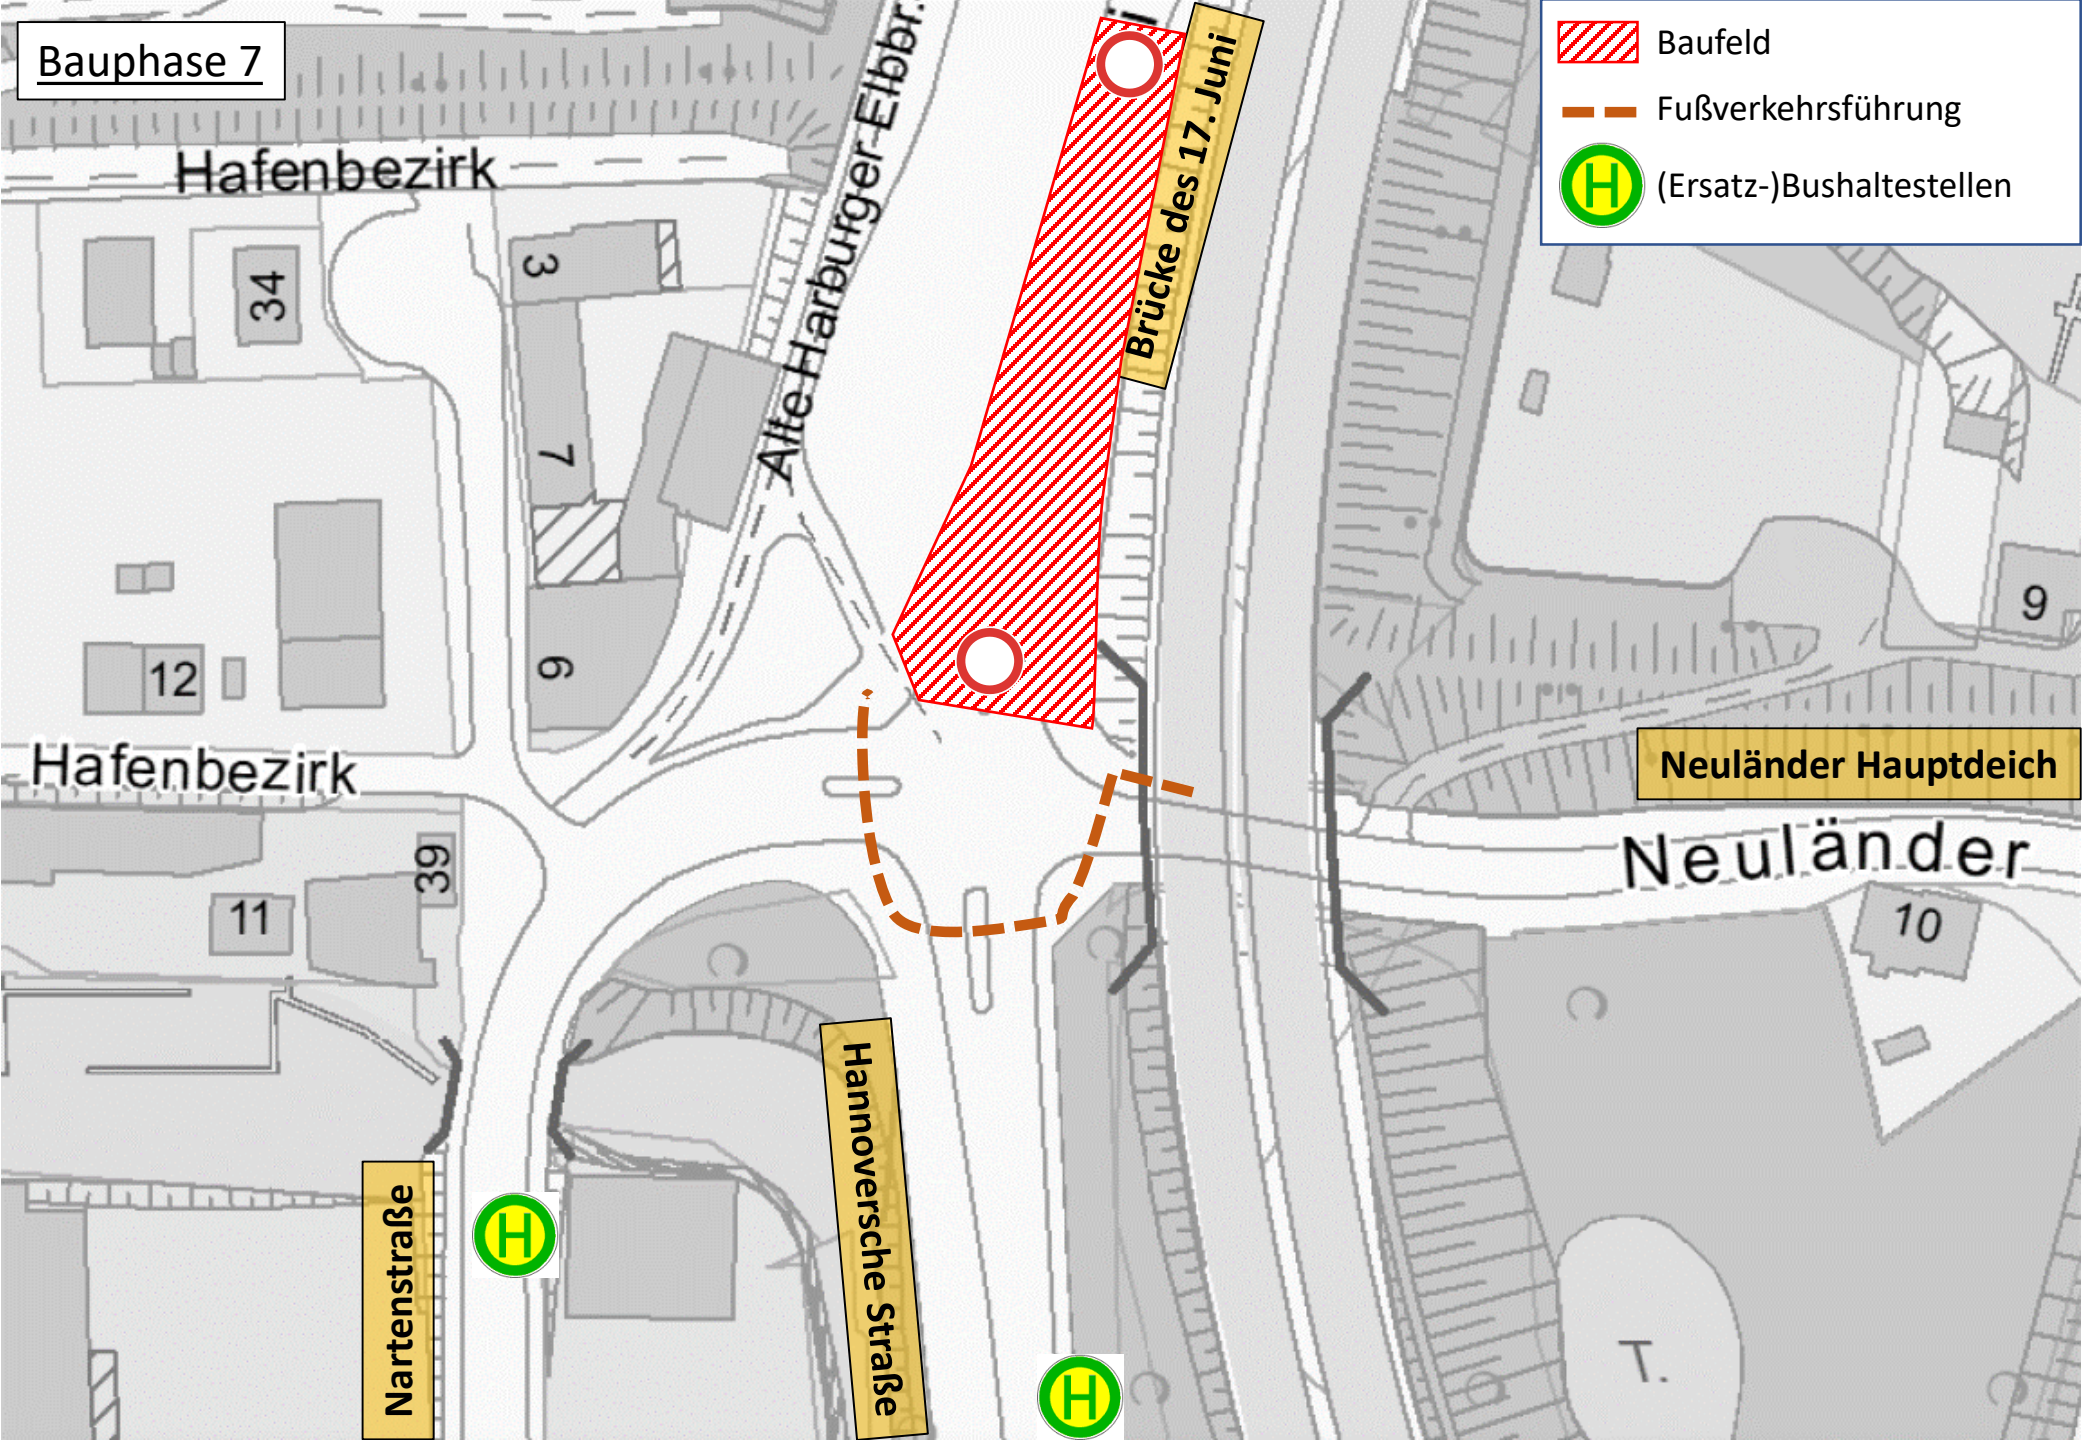 Bauphase 7
Baufeld
Fußverkehrsführung
H
(Ersatz-)Bushaltestellen
Hafenbezirk
Alte Harburger Elbbr.
Brücke des 17. Juni
34
3
7
9
12
6
Hafenbezirk
Neuländer Hauptdeich
Neuländer
39
11
10
Hannoversche Straße
Nartenstraße
H
H
T.